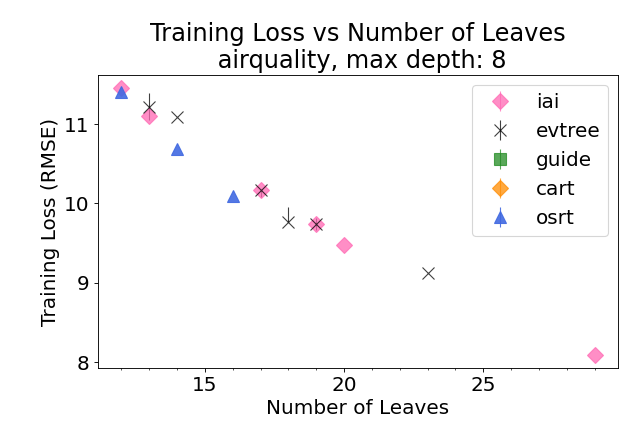 Training Loss vs Number of Leaves
airquality, max depth: 8
Training Loss (RMSE)
11
10
9
8
iai
evtree
guide
cart
osrt
15
20
25
Number of Leaves